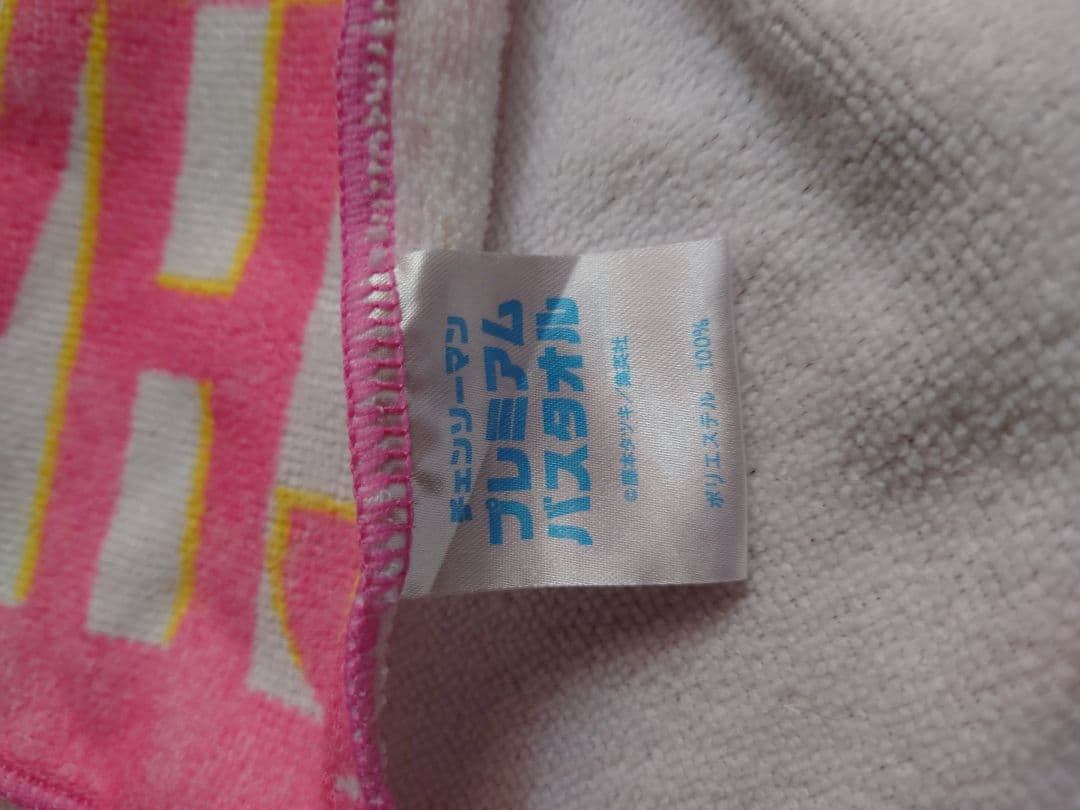 チェンソーマン
プレミアム
バスタオル
©藤本タツキ/集英社
ポリエステル 100%